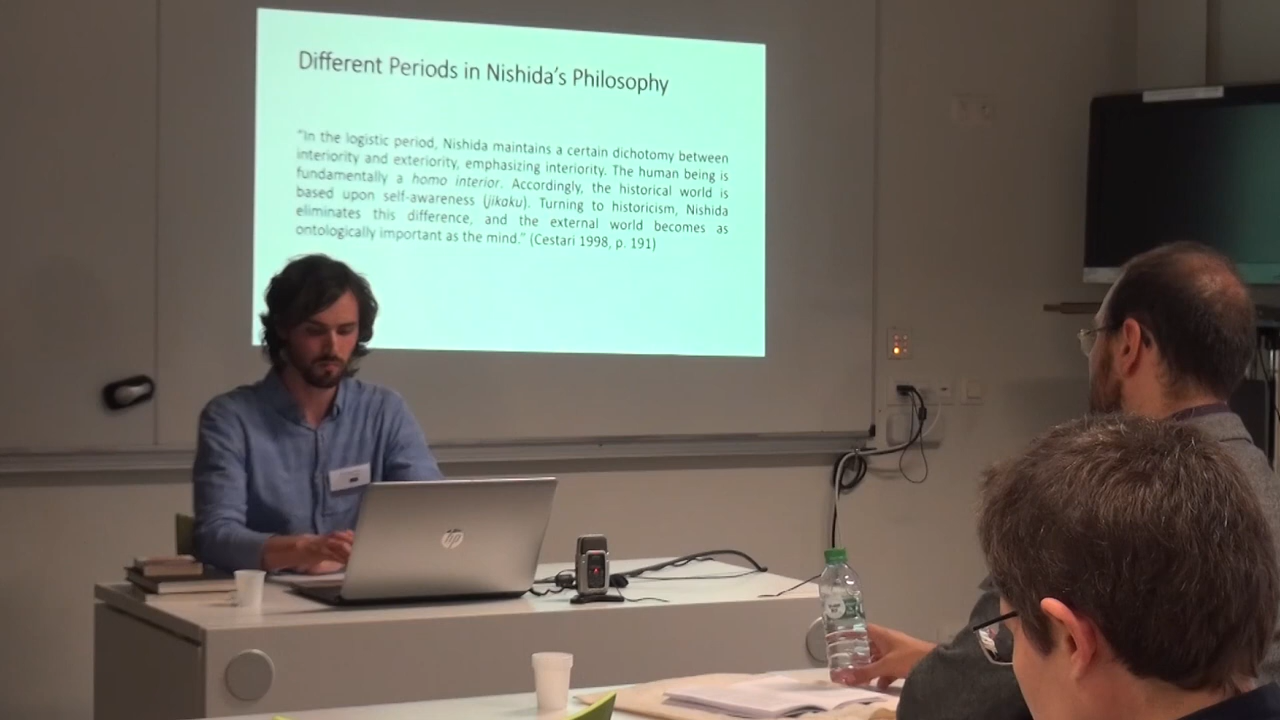 Different Periods in Nishida's Philosophy
"In the logistic period, Nishida maintains a certain dichotomy between
interiority and exteriority, emphasizing interiority. The human being is
fundamentally a homo interior. Accordingly, the historical world is
based upon self-awareness (jikaku). Turning to historicism, Nishida
eliminates this difference, and the external world becomes as
ontologically important as the mind." (Cestari 1998, p. 191)
hp